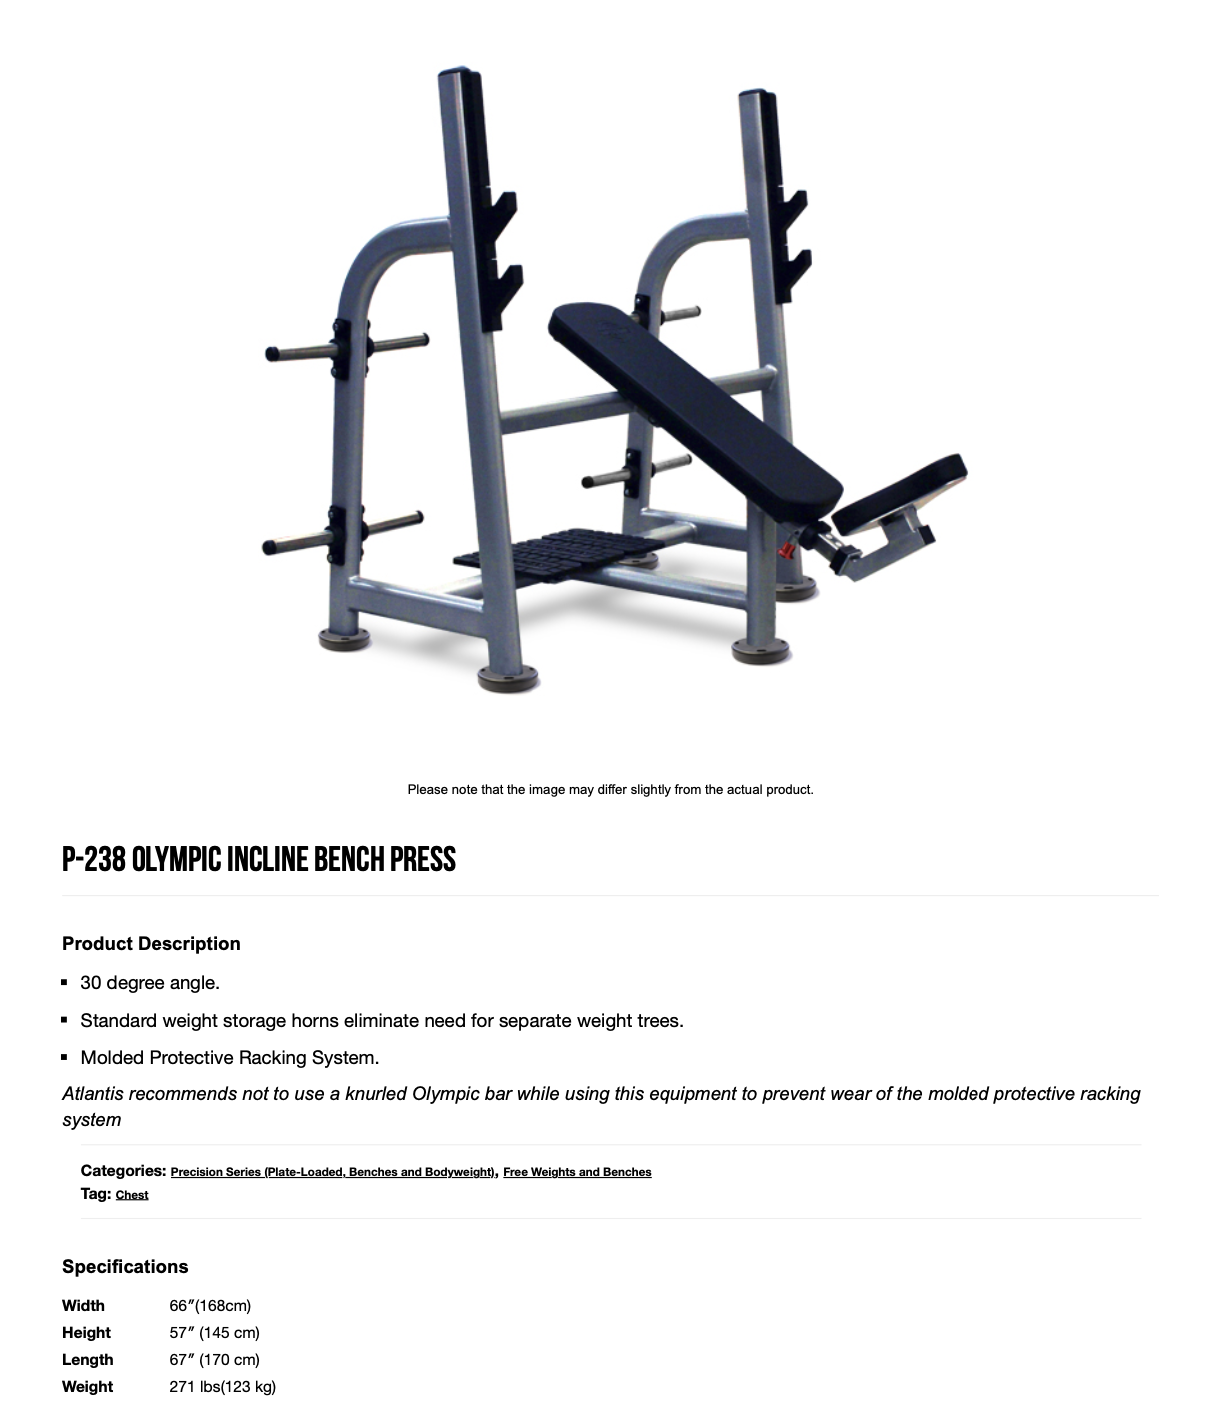 Please note that the image may differ slightly from the actual product.
P-238 OLYMPIC INCLINE BENCH PRESS
Product Description
▪ 30 degree angle.
▪ Standard weight storage horns eliminate need for separate weight trees.
▪ Molded Protective Racking System.
Atlantis recommends not to use a knurled Olympic bar while using this equipment to prevent wear of the molded protective racking
system
Categories: Precision Series (Plate-Loaded, Benches and Bodyweight), Free Weights and Benches
Tag: Chest
Specifications
Width 66″(168cm)
Height 57″ (145 cm)
Length 67″ (170 cm)
Weight 271 lbs(123 kg)